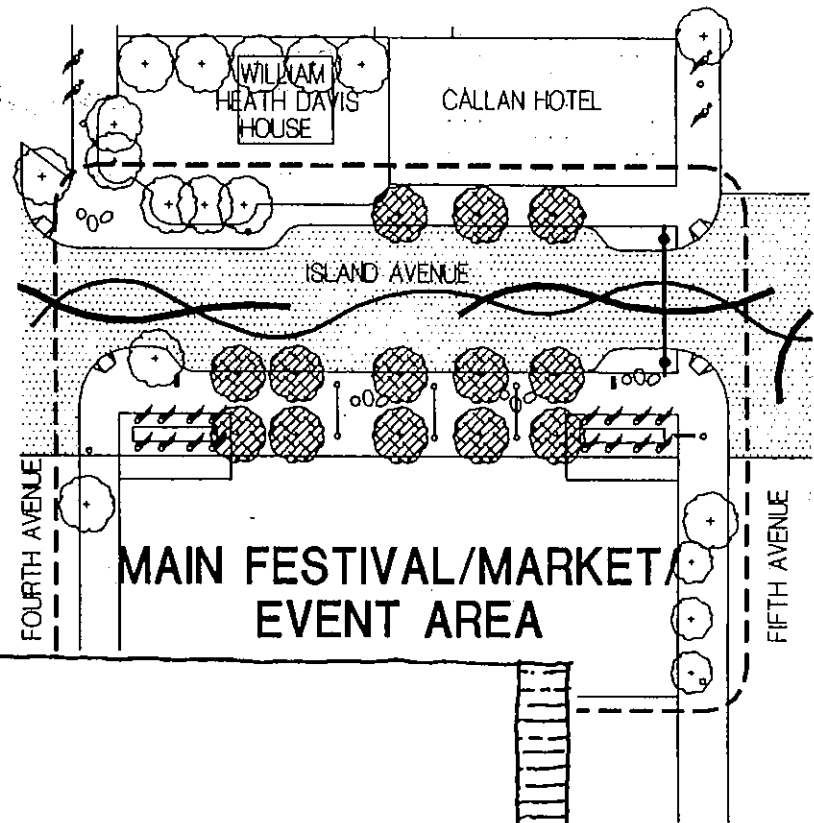 WILLIAM
HEATH DAVIS
HOUSE
CALLAN HOTEL
ISLAND AVENUE
FOURTH AVENUE
MAIN FESTIVAL/MARKET/
EVENT AREA
FIFTH AVENUE